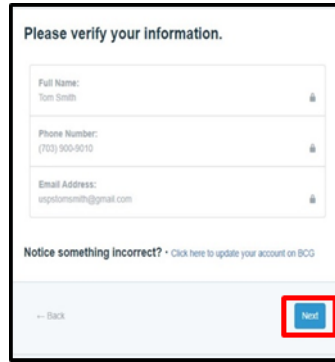 Please verify your information.
Full Name:
Tom Smith
Phone Number:
(703) 900-9010
Email Address:
uspstomsmith@gmail.com
Notice something incorrect? • Click here to update your account on BCG
← Back
Next